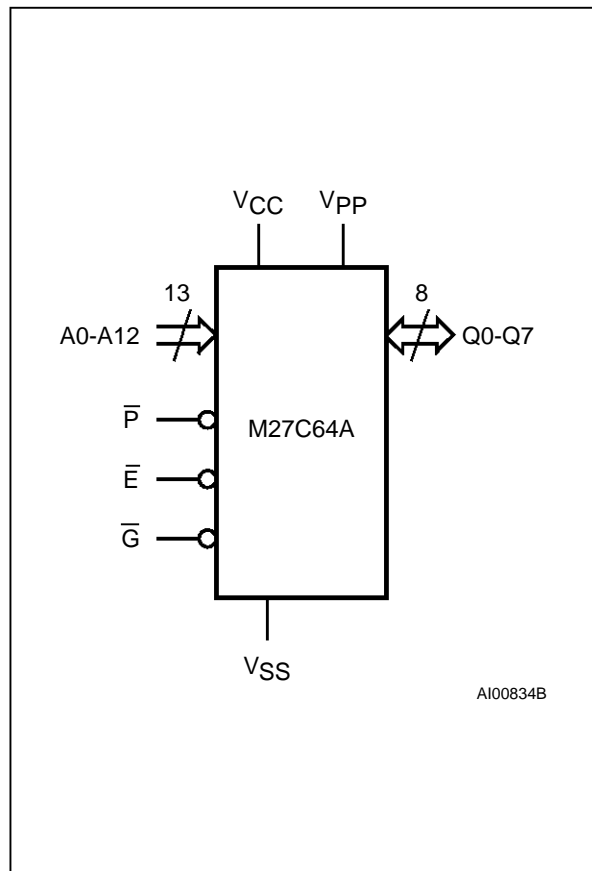 VCC VPP
13 8
A0-A12 Q0-Q7
P̅
M27C64A
E̅
G̅
VSS
AI00834B